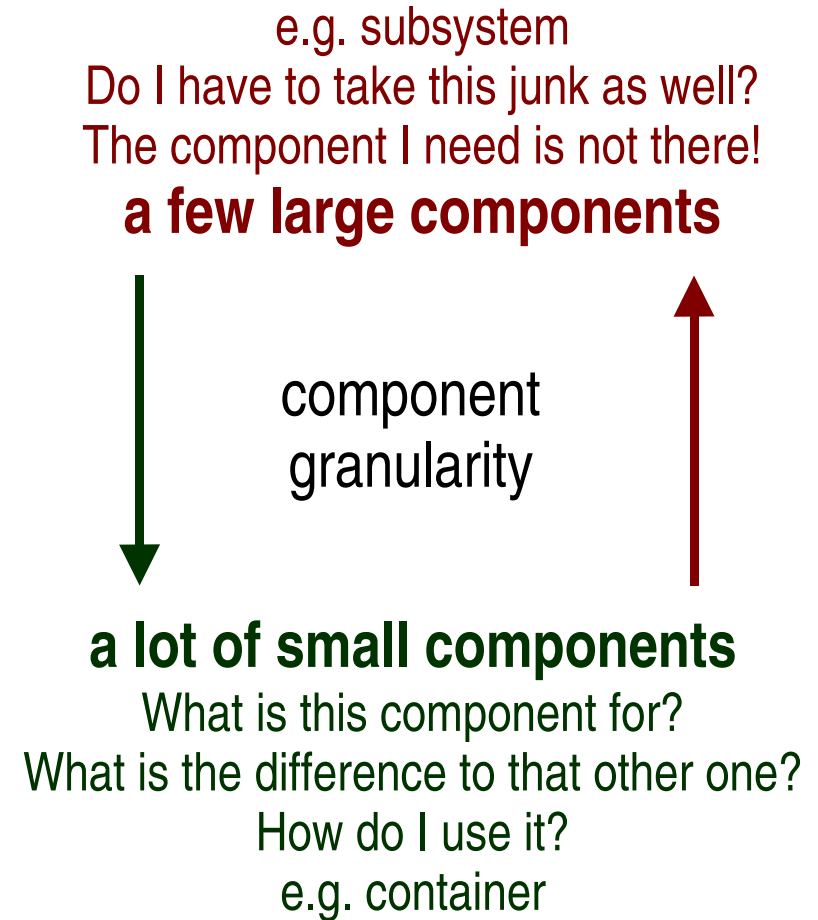 e.g. subsystem
Do I have to take this junk as well?
The component I need is not there!
a few large components
component
granularity
a lot of small components
What is this component for?
What is the difference to that other one?
How do I use it?
e.g. container